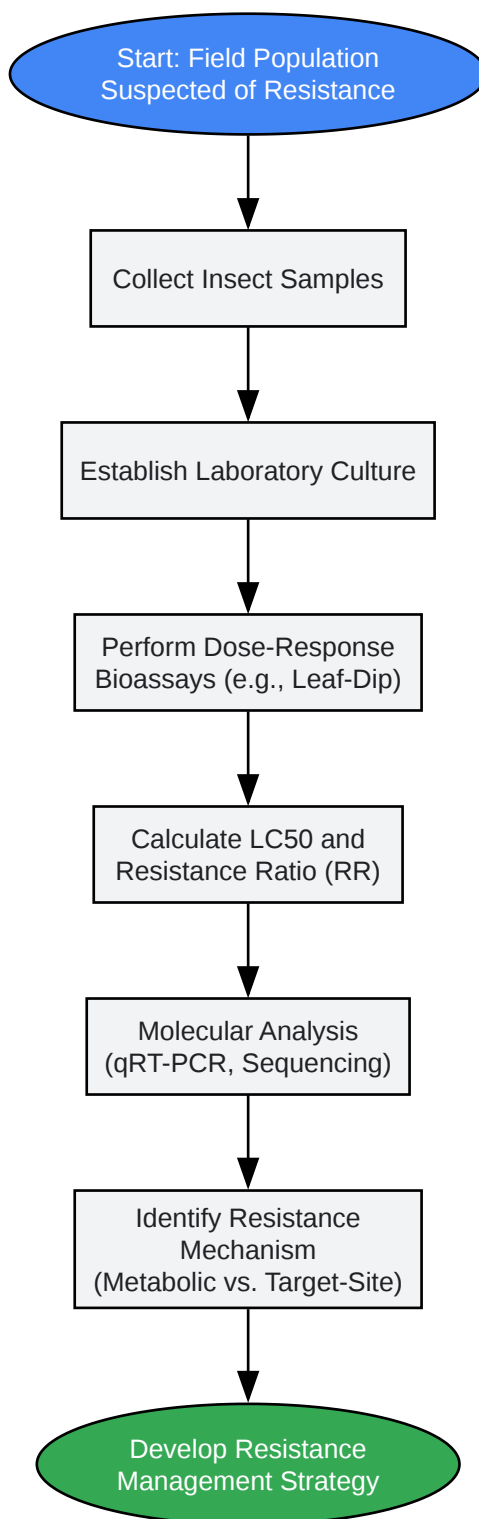 Start: Field Population
Suspected of Resistance
Collect Insect Samples
Establish Laboratory Culture
Perform Dose-Response
Bioassays (e.g., Leaf-Dip)
Calculate LC50 and
Resistance Ratio (RR)
Molecular Analysis
(qRT-PCR, Sequencing)
Identify Resistance
Mechanism
(Metabolic vs. Target-Site)
Develop Resistance
Management Strategy